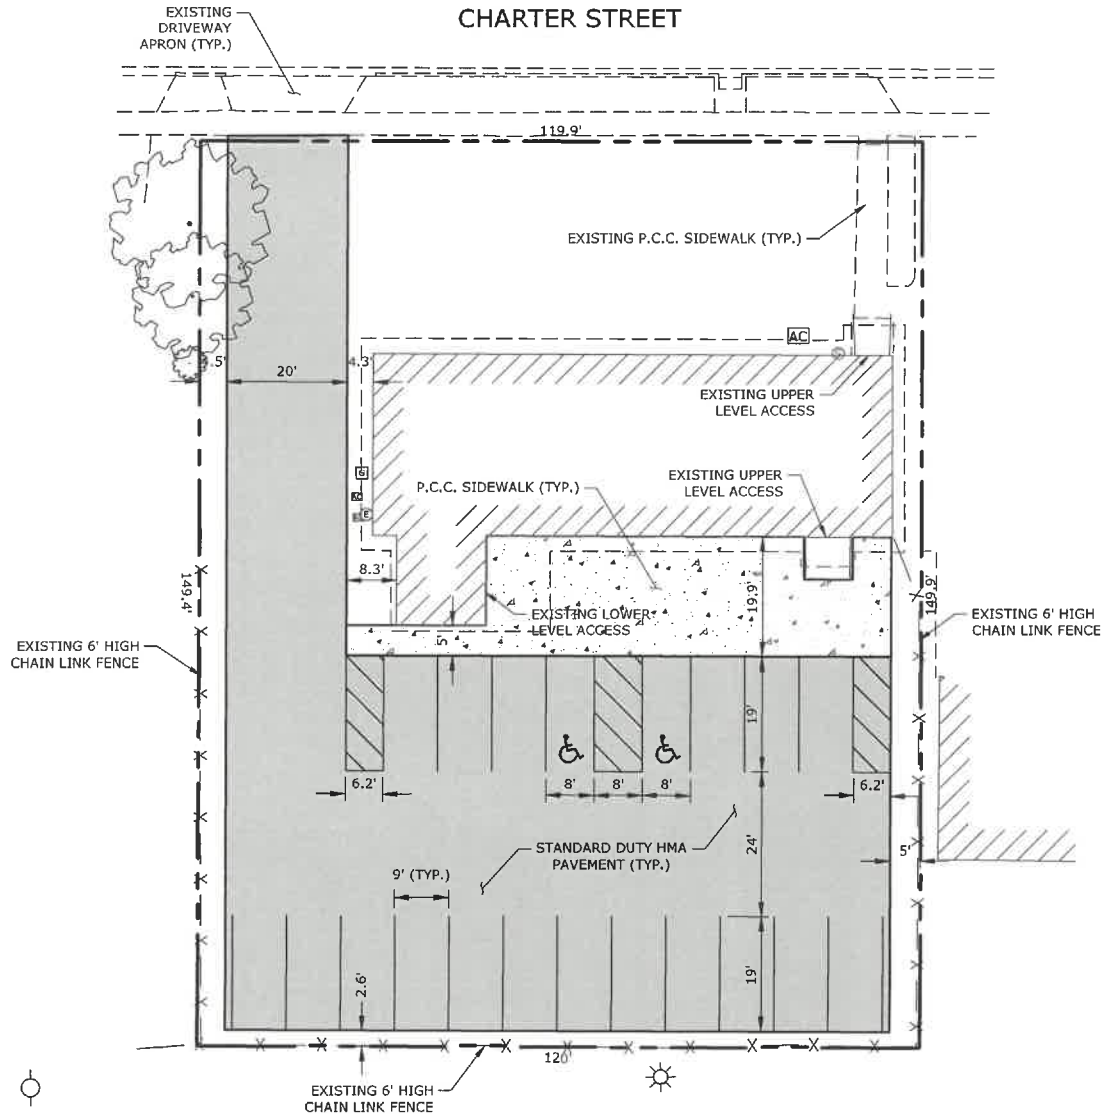 EXISTING
DRIVEWAY
APRON (TYP.)
CHARTER STREET
119.9'
EXISTING P.C.C. SIDEWALK (TYP.)
AC
4.5'
20'
4.3'
EXISTING UPPER
LEVEL ACCESS
G
P.C.C. SIDEWALK (TYP.)
EXISTING UPPER
LEVEL ACCESS
E
8.3'
149.4'
19.9'
149.9'
EXISTING LOWER
LEVEL ACCESS
EXISTING 6' HIGH
CHAIN LINK FENCE
EXISTING 6' HIGH
CHAIN LINK FENCE
5'
19'
6.2'
8'
8'
8'
6.2'
STANDARD DUTY HMA
PAVEMENT (TYP.)
24'
5'
9' (TYP.)
2.6'
19'
120'
EXISTING 6' HIGH
CHAIN LINK FENCE